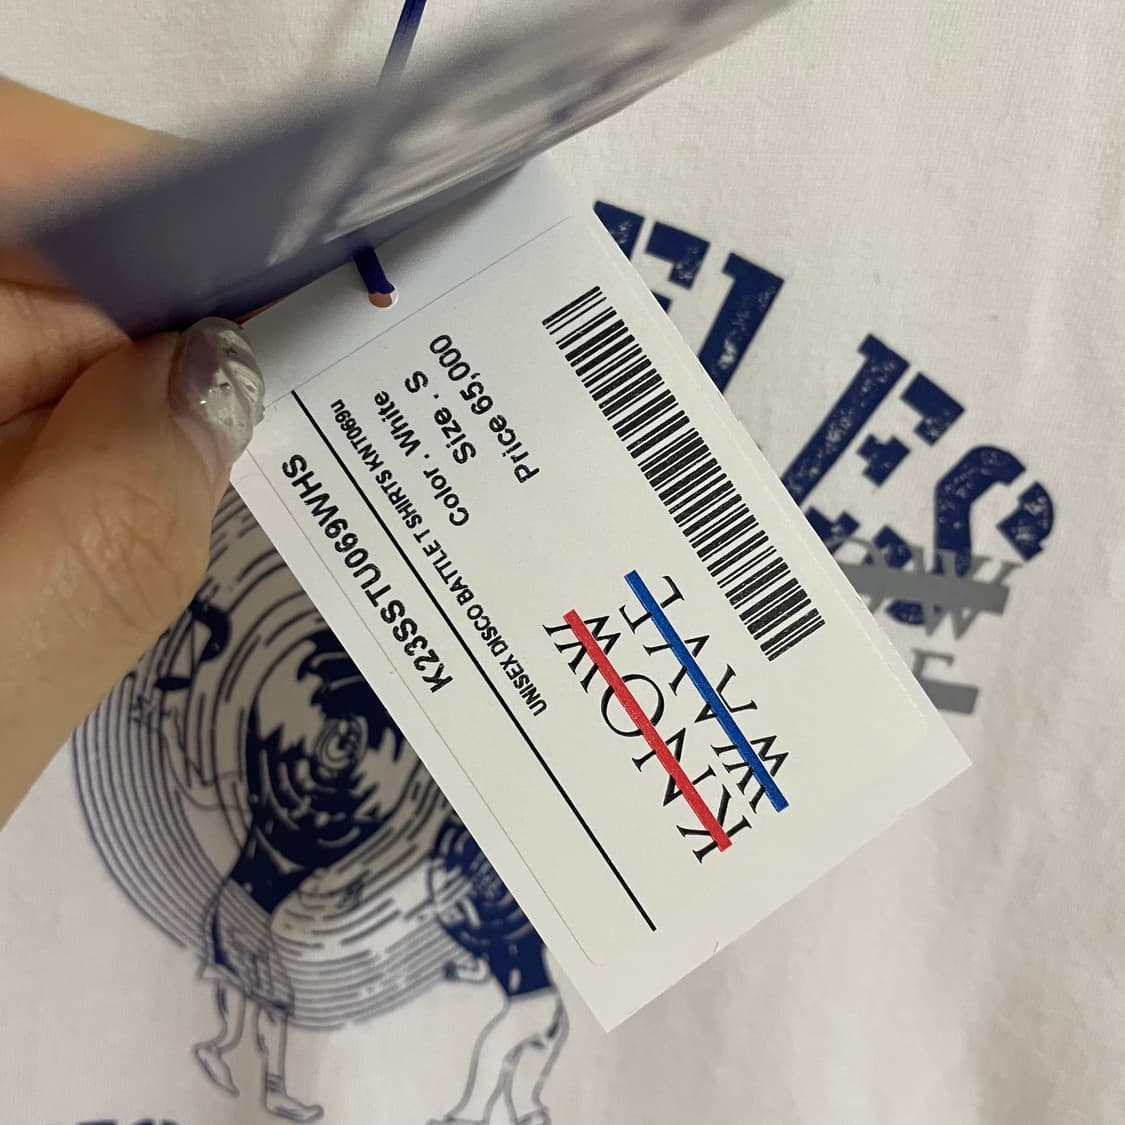 K23SSTU069WHS
UNISEX DISCO BATTLE T SHIRTS KNT069u
Color . White
Size . S
Price 65,000
KNOW
WAVE